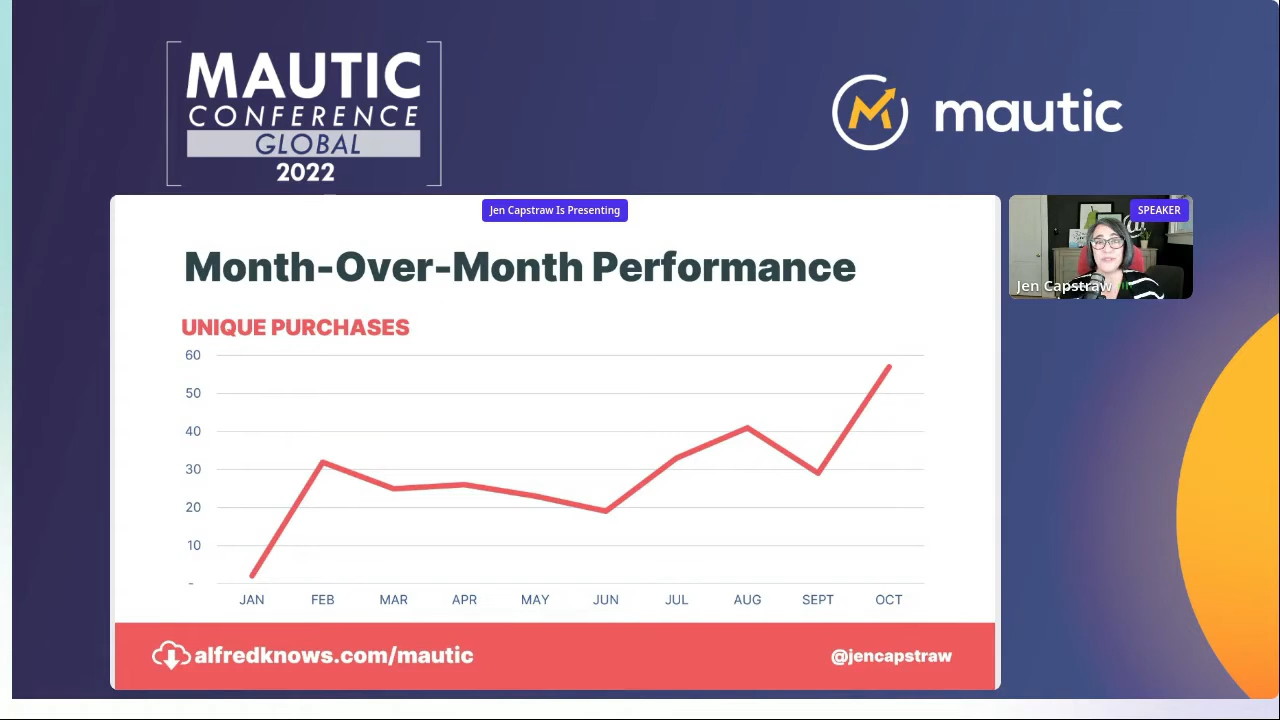 MAUTIC
CONFERENCE
GLOBAL
2022
mautic
Jen Capstraw Is Presenting
SPEAKER
@
Jen Capstraw
Month-Over-Month Performance
UNIQUE PURCHASES
60
50
40
30
20
10
-
JAN FEB MAR APR MAY JUN JUL AUG SEPT OCT
alfredknows.com/mautic
@jencapstraw